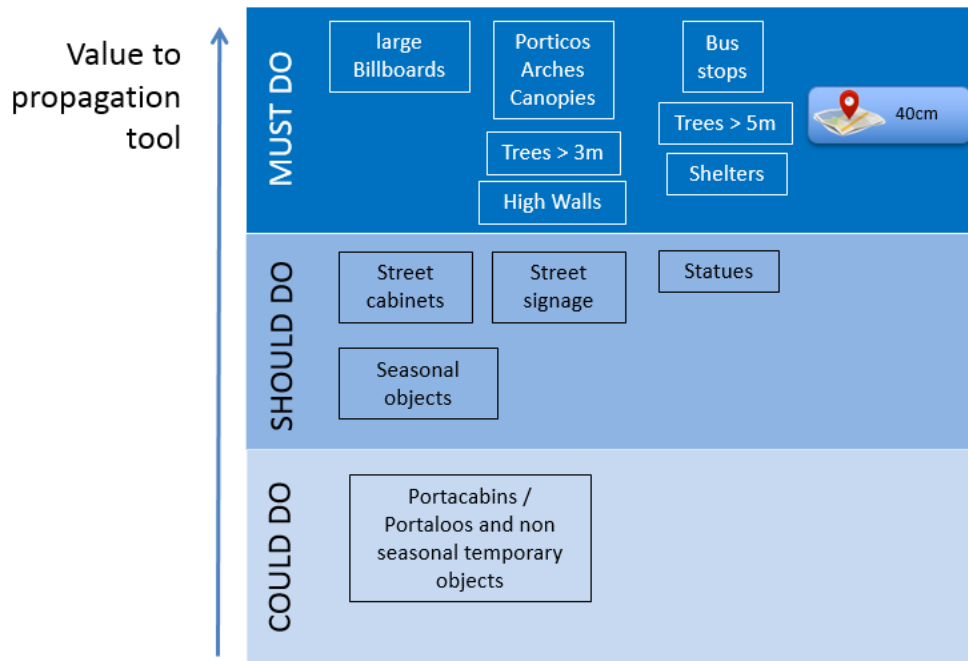 Value to
propagation
tool
MUST DO
large
Billboards
Porticos
Arches
Canopies
Bus
stops
Trees > 5m
40cm
Trees > 3m
Shelters
High Walls
SHOULD DO
Street
cabinets
Street
signage
Statues
Seasonal
objects
COULD DO
Portacabins /
Portaloos and non
seasonal temporary
objects